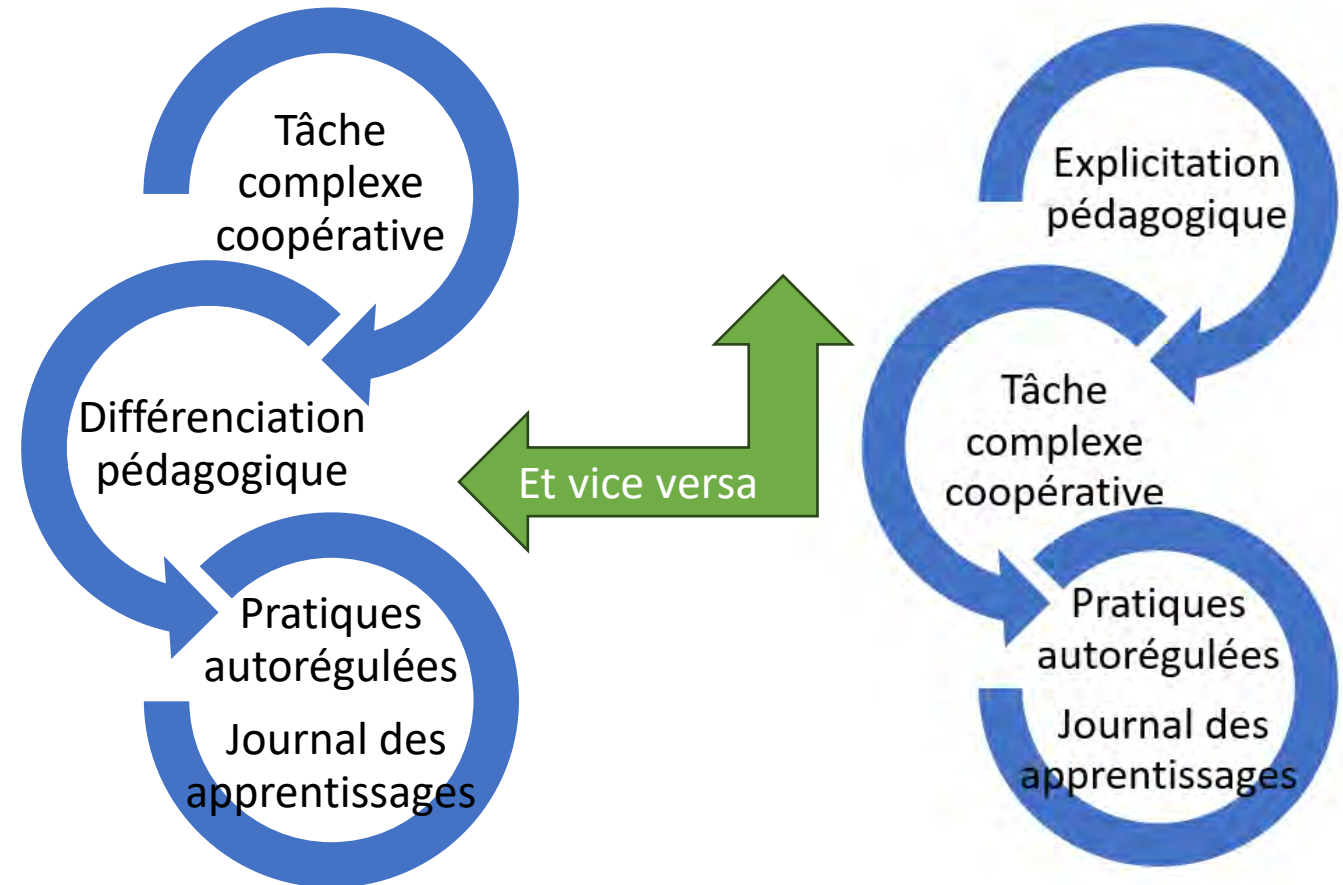 Tâche
complexe
coopérative
Différenciation
pédagogique
Pratiques
autorégulées
Journal des
apprentissages
Et vice versa
Explicitation
pédagogique
Tâche
complexe
coopérative
Pratiques
autorégulées
Journal des
apprentissages